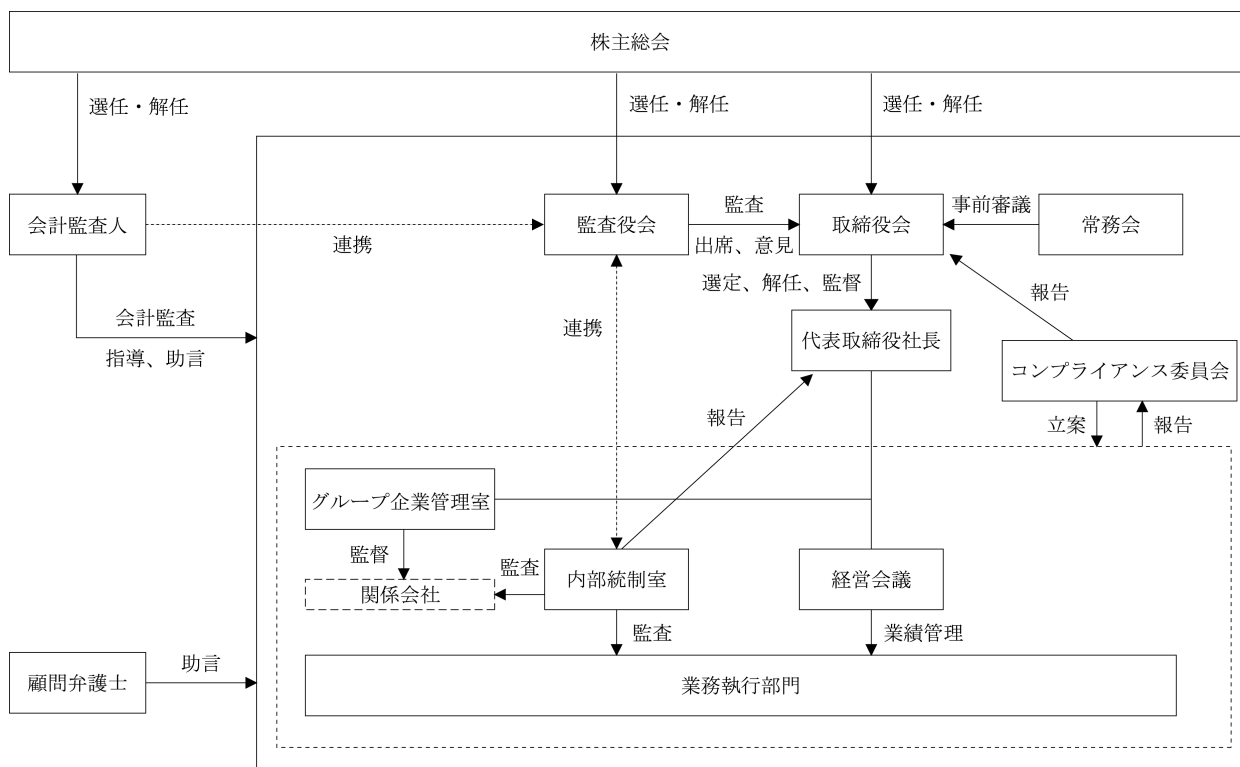 株主総会
選任・解任
選任・解任
選任・解任
会計監査人
連携
監査役会
監査
出席、意見
取締役会
事前審議
常務会
選定、解任、監督
報告
会計監査
指導、助言
連携
代表取締役社長
コンプライアンス委員会
報告
立案
報告
グループ企業管理室
監督
監査
内部統制室
経営会議
関係会社
監査
業績管理
顧問弁護士
助言
業務執行部門